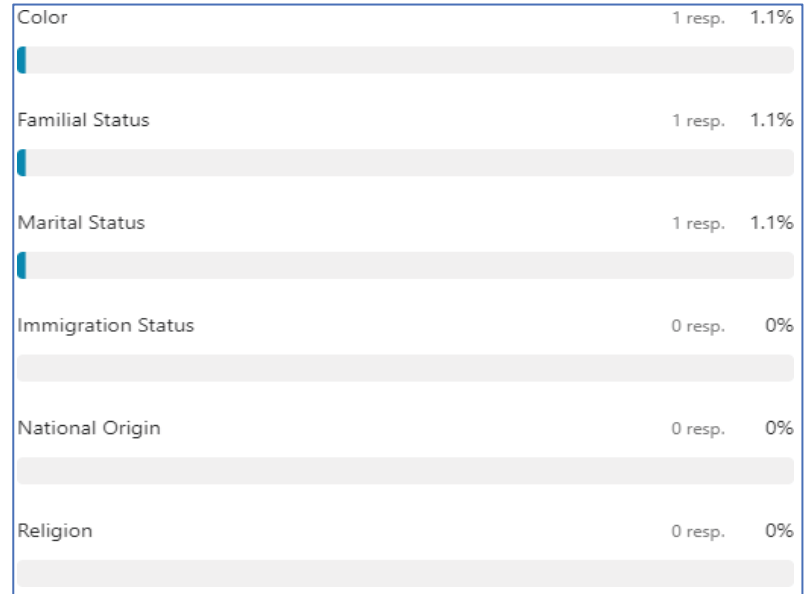 Color 1 resp. 1.1%
Familial Status 1 resp. 1.1%
Marital Status 1 resp. 1.1%
Immigration Status 0 resp. 0%
National Origin 0 resp. 0%
Religion 0 resp. 0%